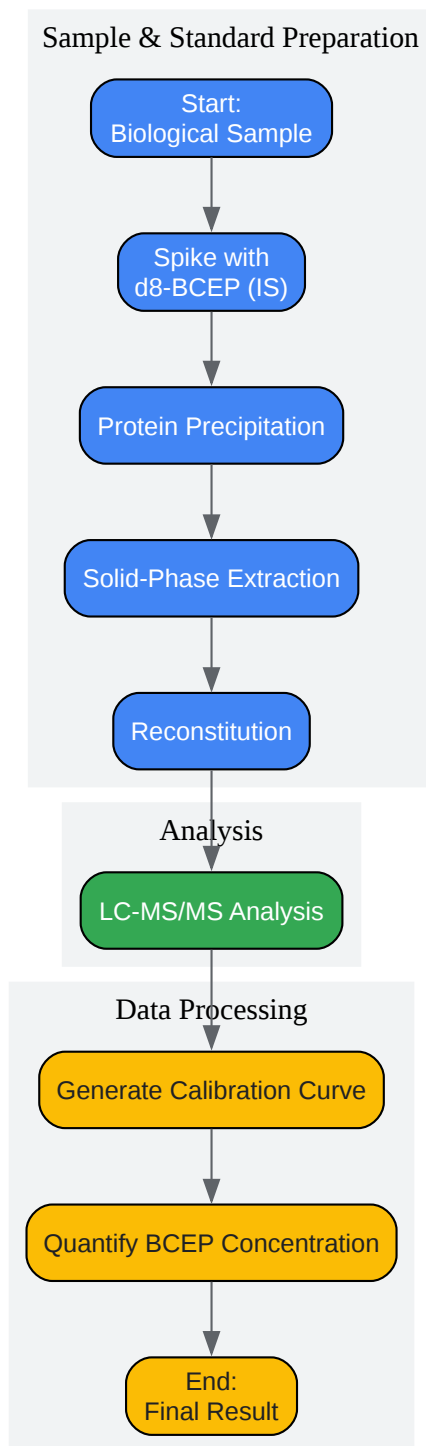 Sample & Standard Preparation
Start:
Biological Sample
Spike with
d8-BCEP (IS)
Protein Precipitation
Solid-Phase Extraction
Reconstitution
Analysis
LC-MS/MS Analysis
Data Processing
Generate Calibration Curve
Quantify BCEP Concentration
End:
Final Result